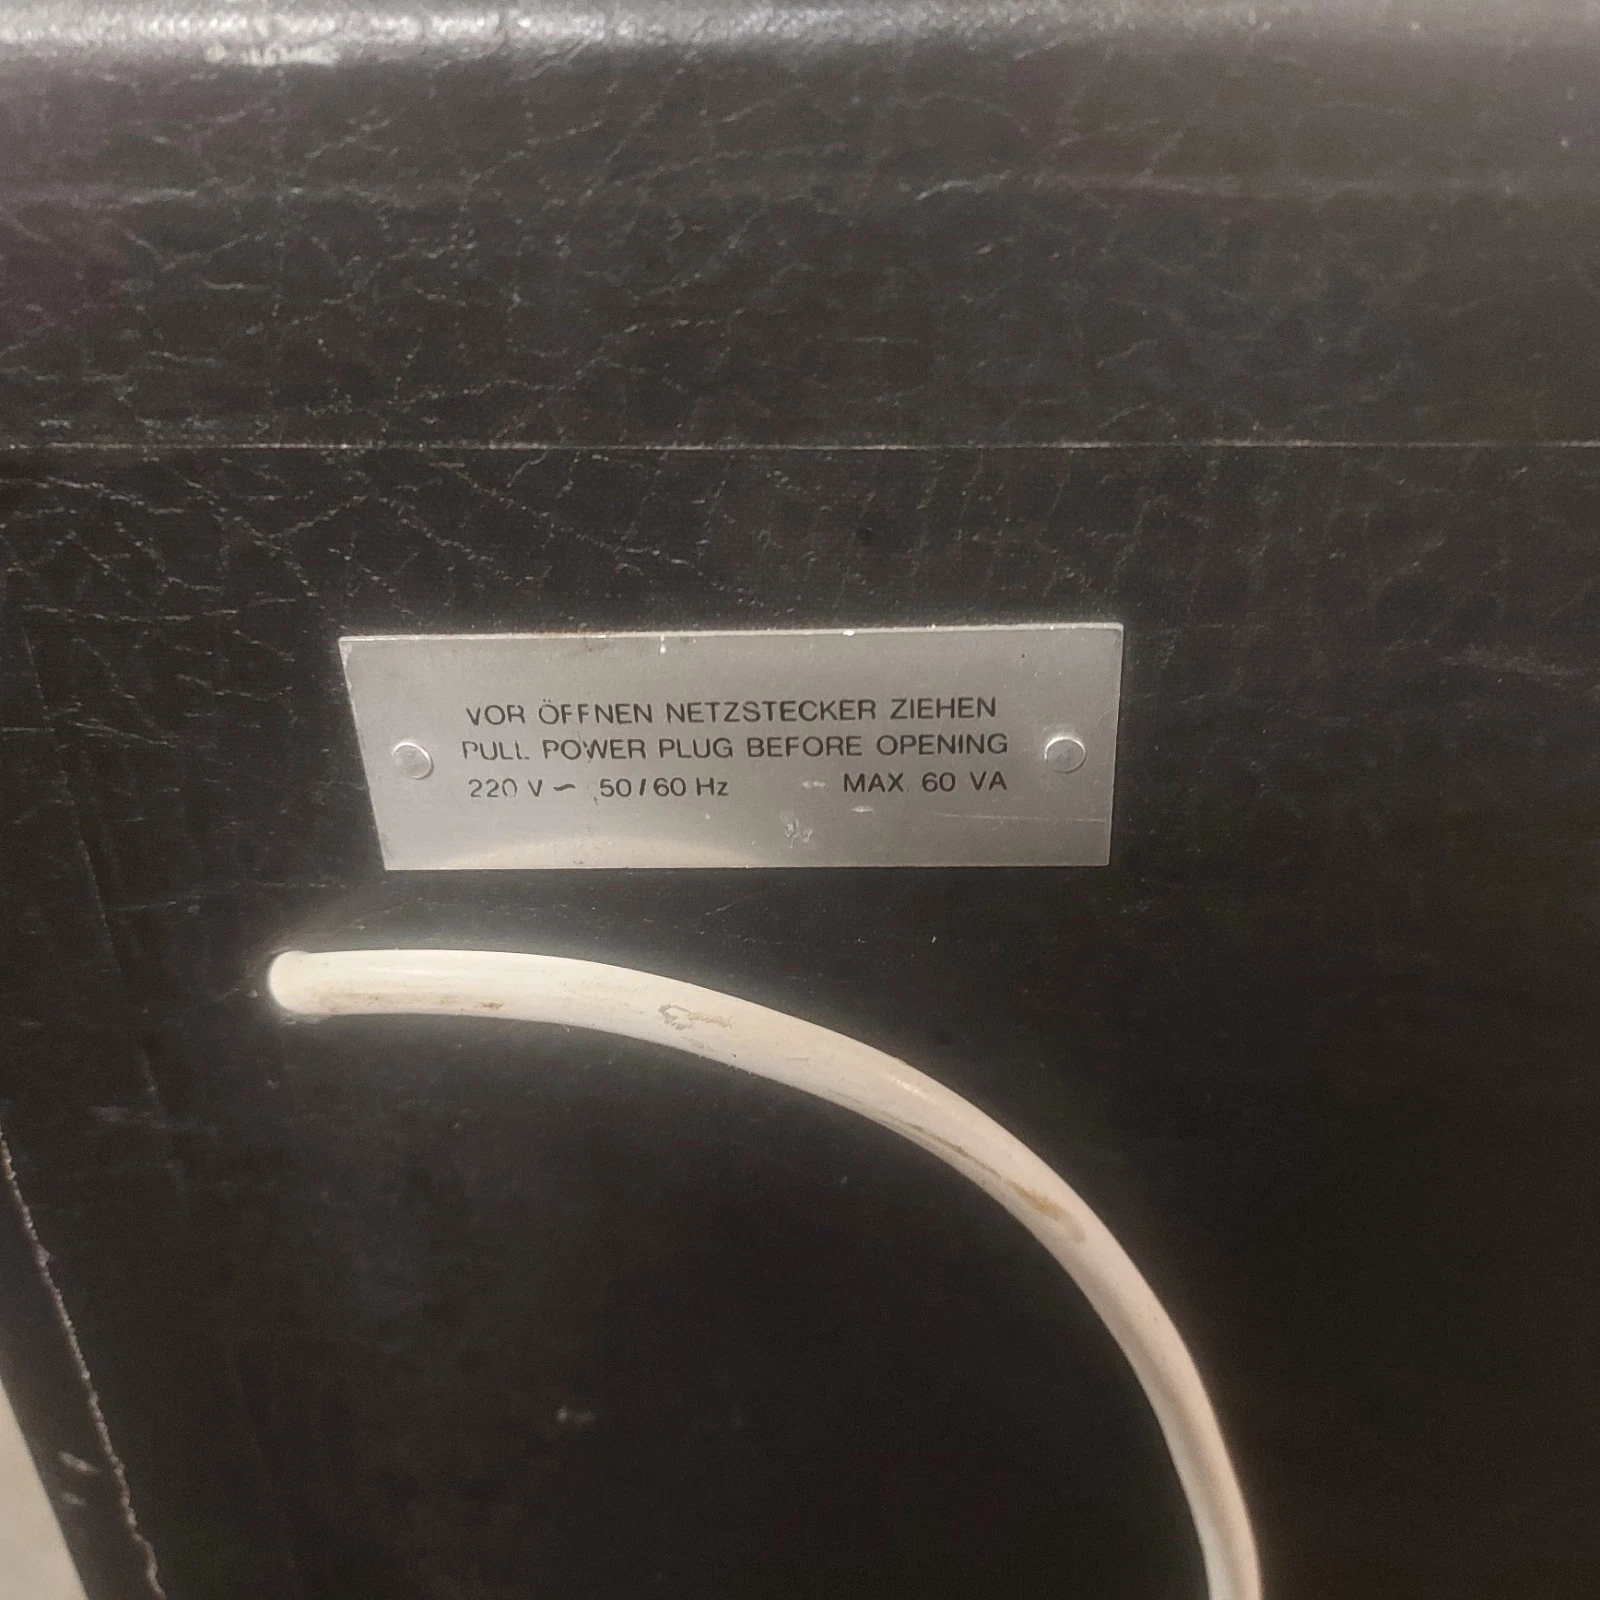 VOR ÖFFNEN NETZSTECKER ZIEHEN
PULL POWER PLUG BEFORE OPENING
220 V ~ 50/60 Hz MAX. 60 VA